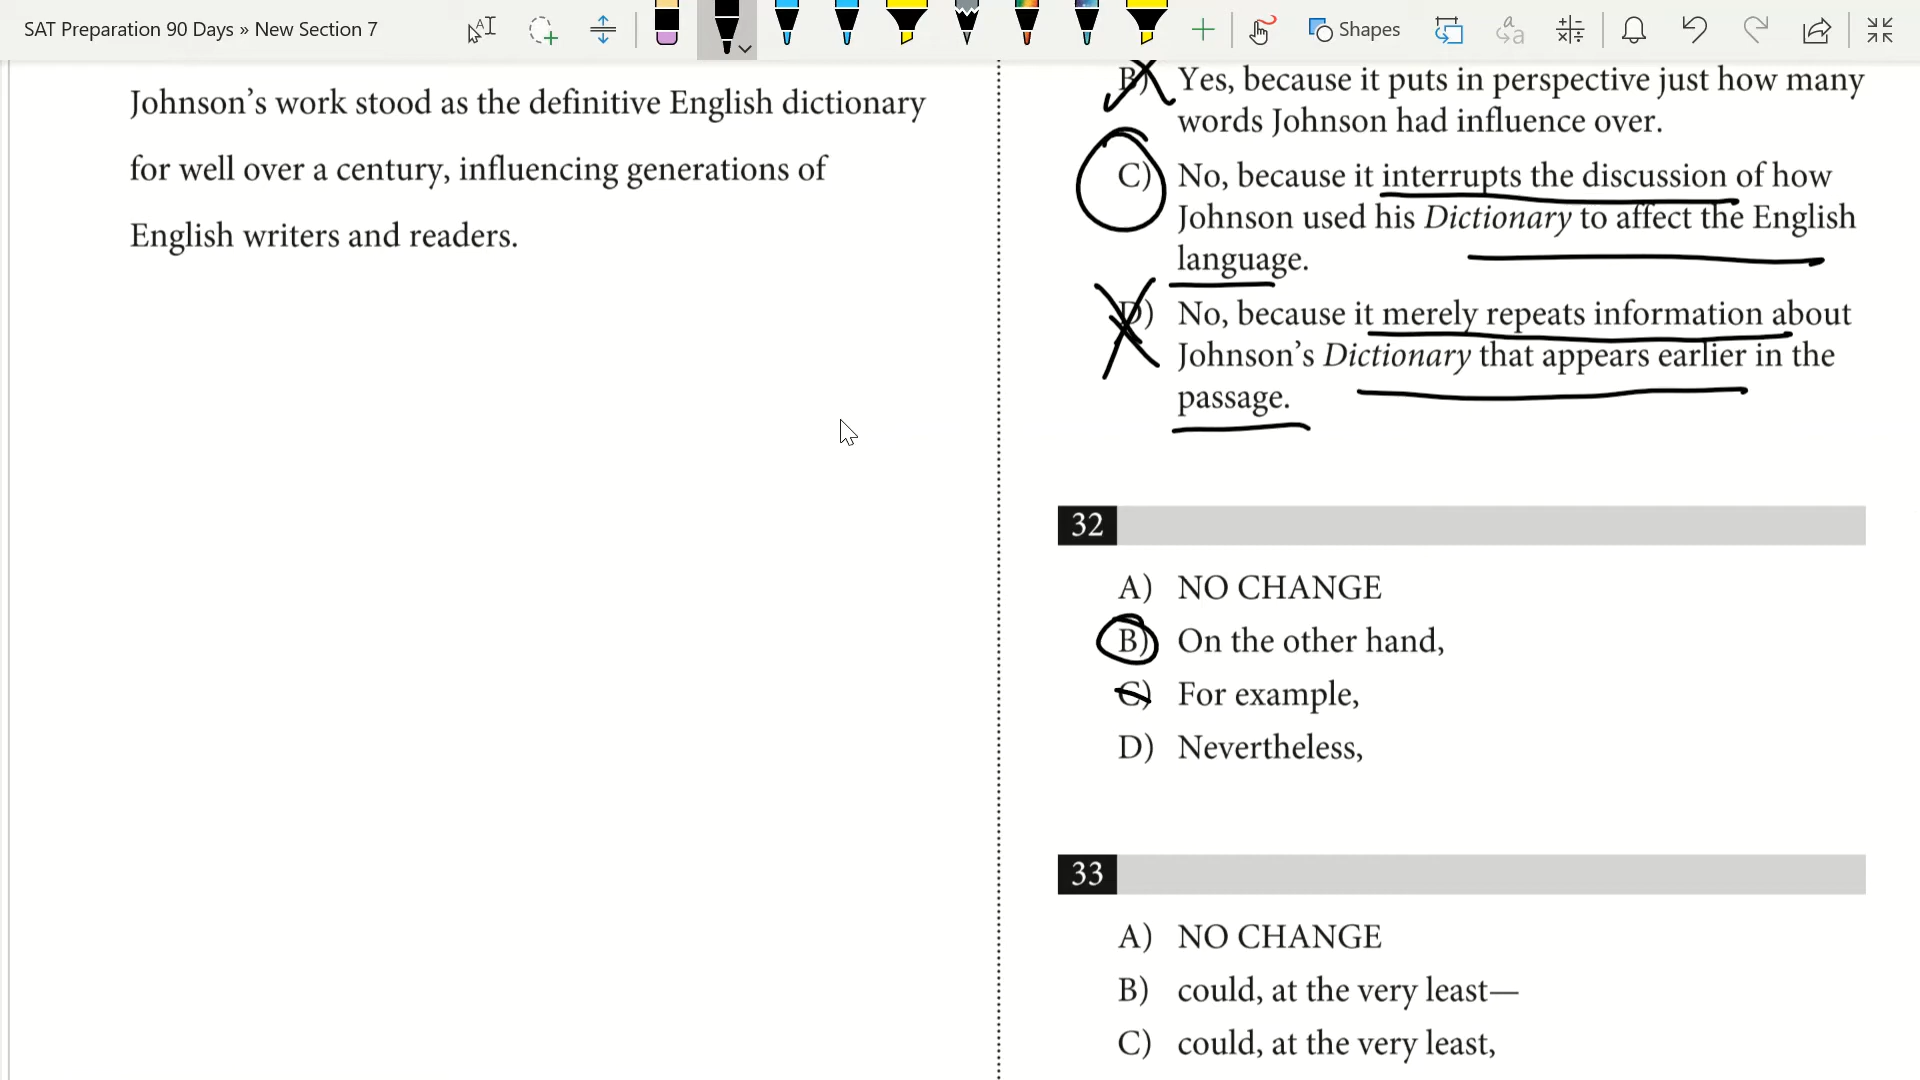 SAT Preparation 90 Days » New Section 7
Shapes
Johnson's work stood as the definitive English dictionary
for well over a century, influencing generations of
English writers and readers.
B) Yes, because it puts in perspective just how many
words Johnson had influence over.
C) No, because it interrupts the discussion of how
Johnson used his Dictionary to affect the English
language.
D) No, because it merely repeats information about
Johnson's Dictionary that appears earlier in the
passage.
32
A) NO CHANGE
B) On the other hand,
C) For example,
D) Nevertheless,
33
A) NO CHANGE
B) could, at the very least—
C) could, at the very least,